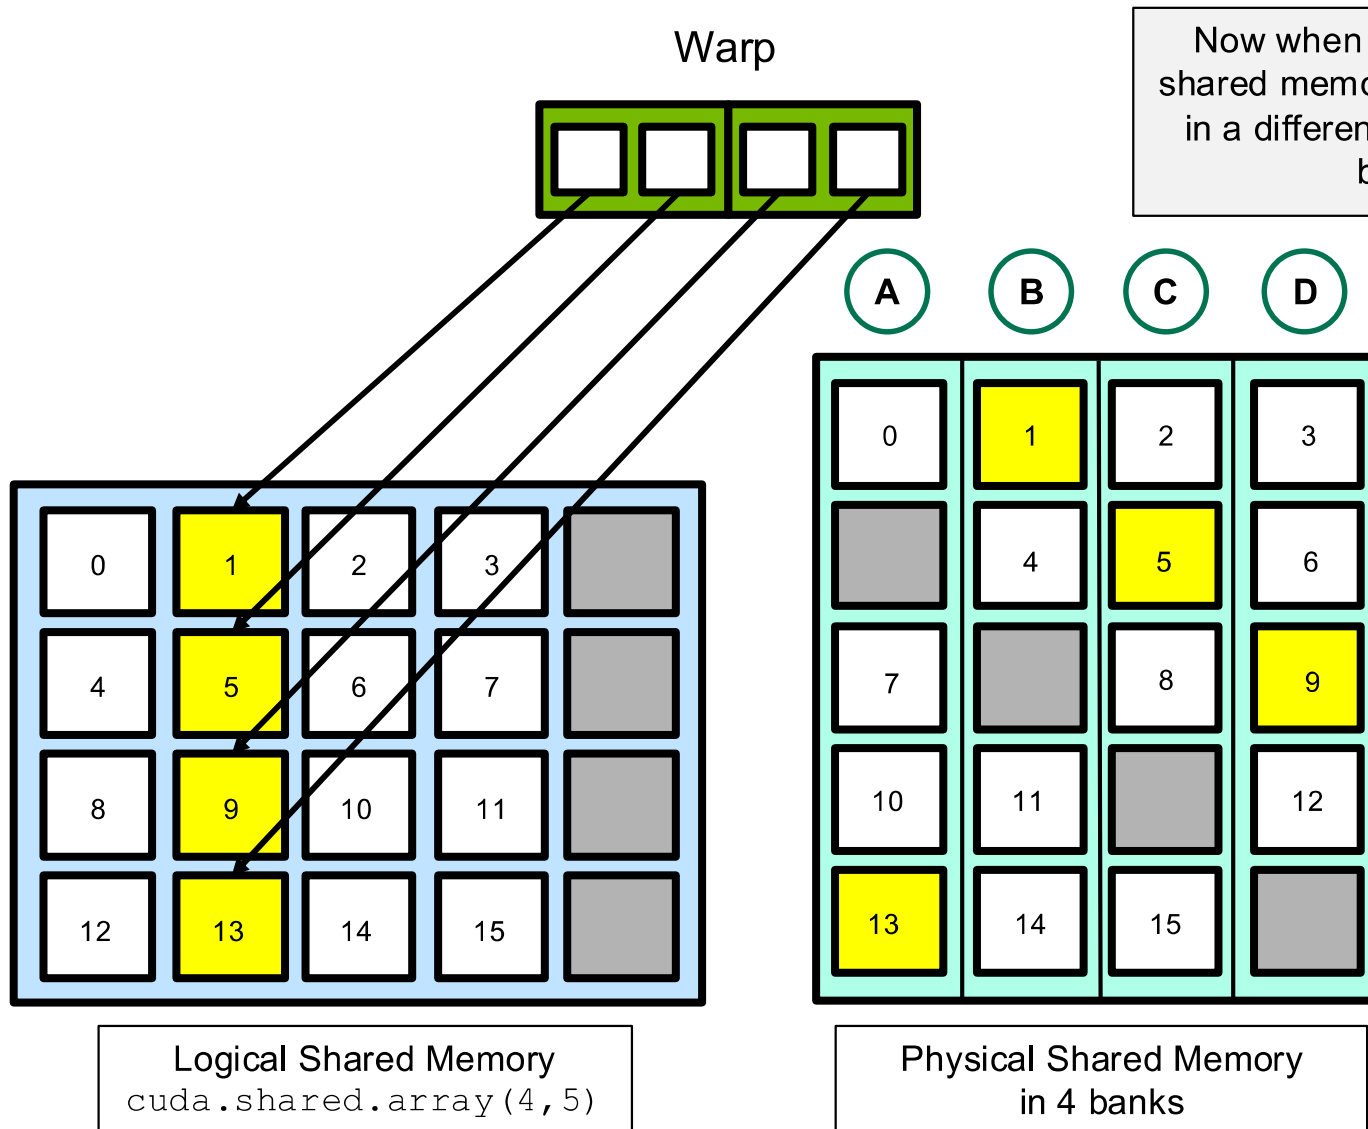 Warp
Now when
shared memo
in a differen
b
A B C D
0 1 2 3
4 5 6
7 8 9
10 11 12
13 14 15
0 1 2 3
4 5 6 7
8 9 10 11
12 13 14 15
Logical Shared Memory
cuda.shared.array(4,5)
Physical Shared Memory
in 4 banks